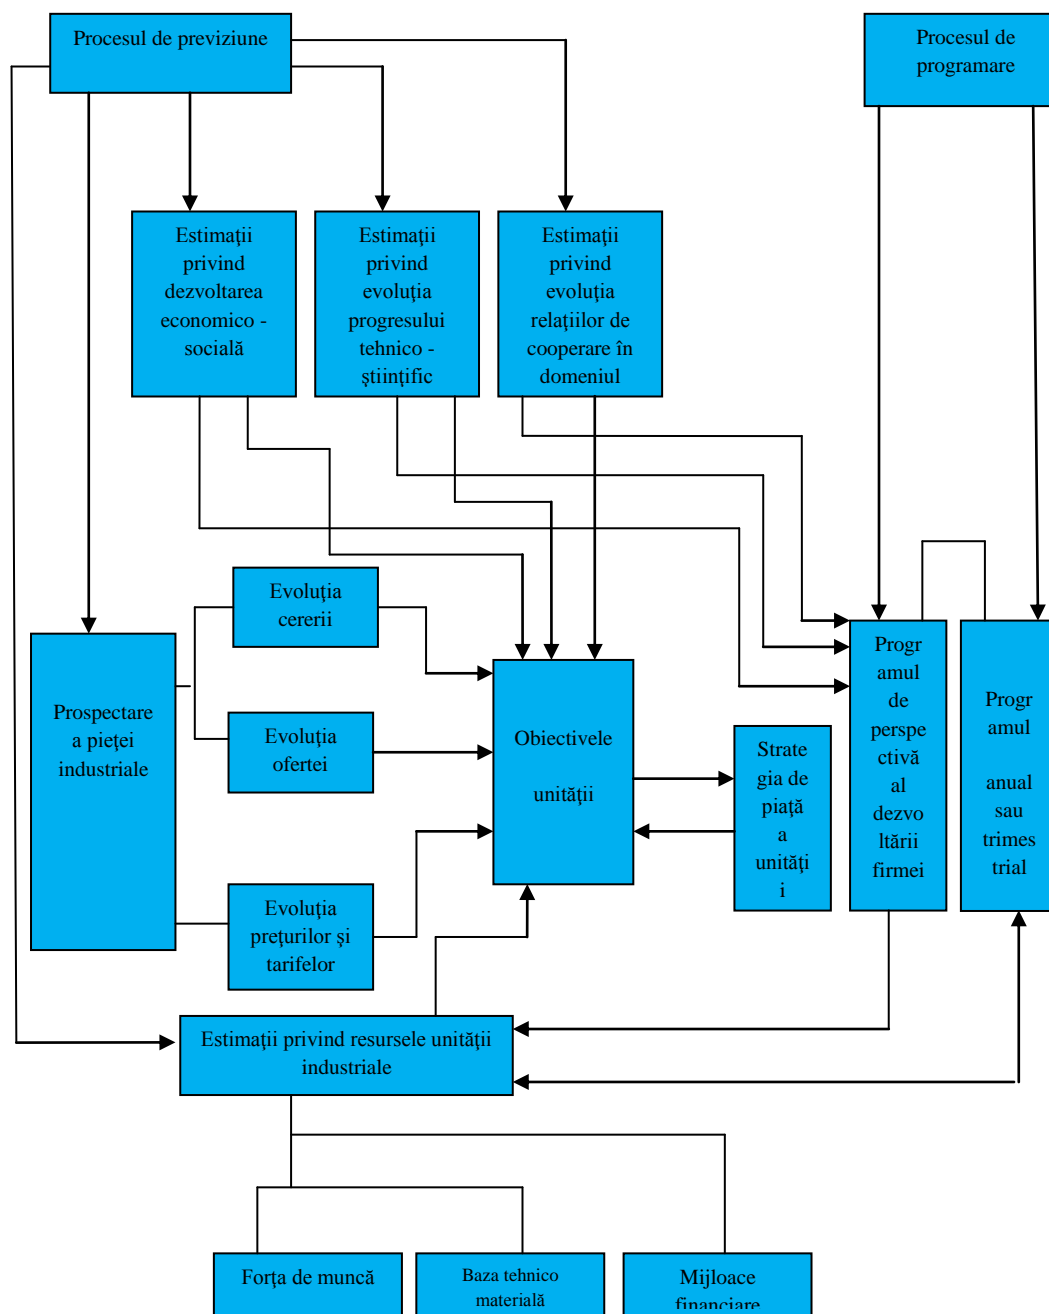 Procesul de previziune
Procesul de
programare
Estimaţii
privind
dezvoltarea
economico -
socială
Estimaţii
privind
evoluţia
progresului
tehnico -
ştiinţific
Estimaţii
privind
evoluţia
relaţiilor de
cooperare în
domeniul
Evoluţia
cererii
Prospectare
a pieţei
industriale
Evoluţia
ofertei
Evoluţia
preţurilor şi
tarifelor
Obiectivele
unităţii
Strate
gia de
piaţă
a
unităţi
i
Progr
amul
de
perspe
ctivă
al
dezvo
ltării
firmei
Progr
amul
anual
sau
trimes
trial
Estimaţii privind resursele unităţii
industriale
Forţa de muncă
Baza tehnico
materială
Mijloace
financiare